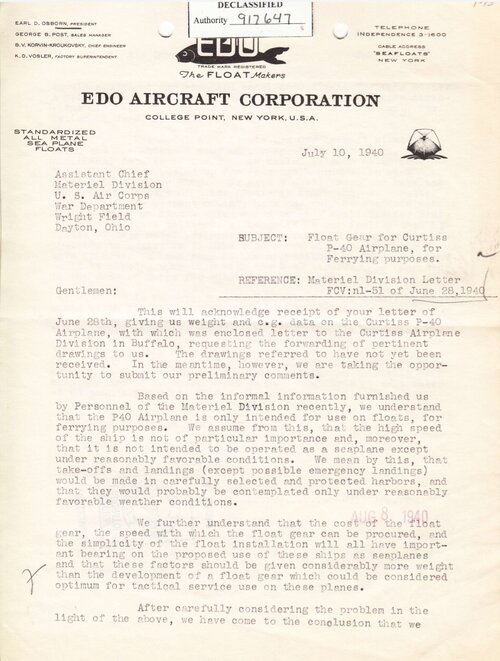 DECLASSIFIED
Authority 917647
EARL D. OSBORN, PRESIDENT
GEORGE B. POST, SALES MANAGER
B.V. KORVIN-KROUKOVSKY, CHIEF ENGINEER
K.D. VOSLER, FACTORY SUPERINTENDENT
EDO
TRADE MARK REGISTERED
The FLOAT Makers
TELEPHONE
INDEPENDENCE 3-1600
CABLE ADDRESS
"SEAFLOATS"
NEW YORK
EDO AIRCRAFT CORPORATION
COLLEGE POINT, NEW YORK, U.S.A.
STANDARDIZED
ALL METAL
SEA PLANE
FLOATS
July 10, 1940
Assistant Chief
Materiel Division
U. S. Air Corps
War Department
Wright Field
Dayton, Ohio
SUBJECT: Float Gear for Curtiss
P-40 Airplane, for
Ferrying purposes.
REFERENCE: Materiel Division Letter
FCV:nl-51 of June 28,1940
Gentlemen:
This will acknowledge receipt of your letter of
June 28th, giving us weight and c.g. data on the Curtiss P-40
Airplane, with which was enclosed letter to the Curtiss Airplane
Division in Buffalo, requesting the forwarding of pertinent
drawings to us. The drawings referred to have not yet been
received. In the meantime, however, we are taking the oppor-
tunity to submit our preliminary comments.
Based on the informal information furnished us
by Personnel of the Materiel Division recently, we understand
that the P40 Airplane is only intended for use on floats, for
ferrying purposes. We assume from this, that the high speed
of the ship is not of particular importance and, moreover,
that it is not intended to be operated as a seaplane except
under reasonably favorable conditions. We mean by this, that
take-offs and landings (except possible emergency landings)
would be made in carefully selected and protected harbors, and
that they would probably be contemplated only under reasonably
favorable weather conditions.
AUG 8 1940
We further understand that the cost of the float
gear, the speed with which the float gear can be procured, and
the simplicity of the float installation will all have import-
ant bearing on the proposed use of these ships as seaplanes
and that these factors should be given considerably more weight
than the development of a float gear which could be considered
optimum for tactical service use on these planes.
After carefully considering the problem in the
light of the above, we have come to the conclusion that we